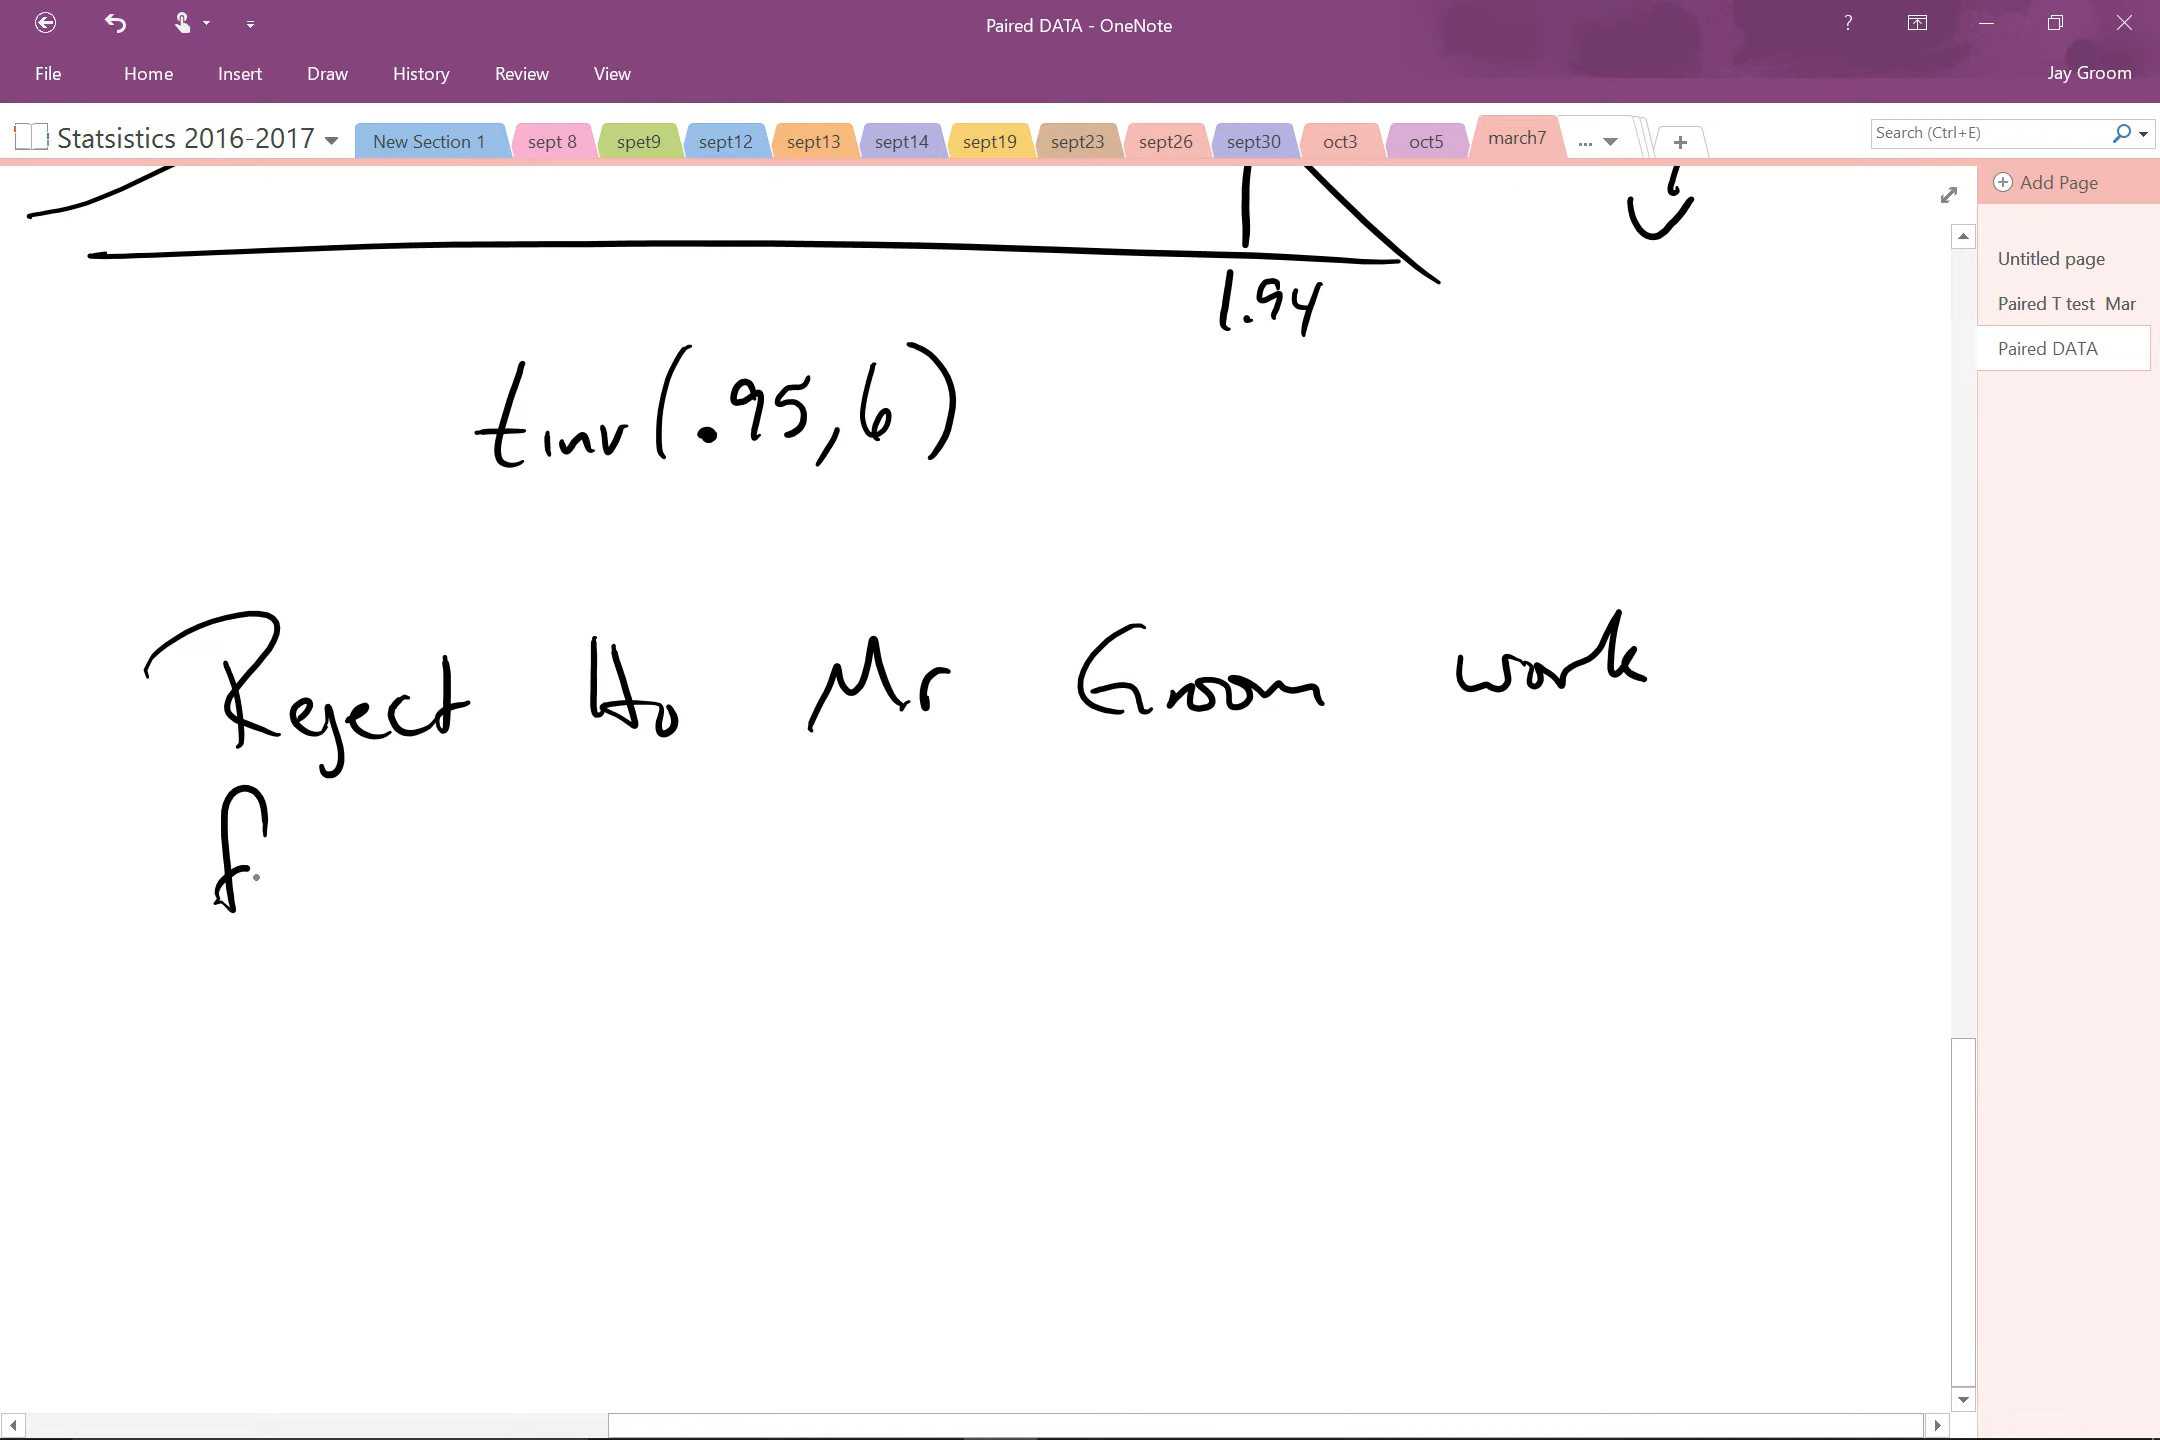 Paired DATA - OneNote
?
File Home Insert Draw History Review View
Jay Groom
Statsistics 2016-2017
New Section 1 sept 8 spet9 sept12 sept13 sept14 sept19 sept23 sept26 sept30 oct3 oct5 march7 ... +
Search (Ctrl+E)
Add Page
Untitled page
Paired T test Mar
Paired DATA
1.94
tinv(.95,6)
Reject Ho Mr Groom work
f